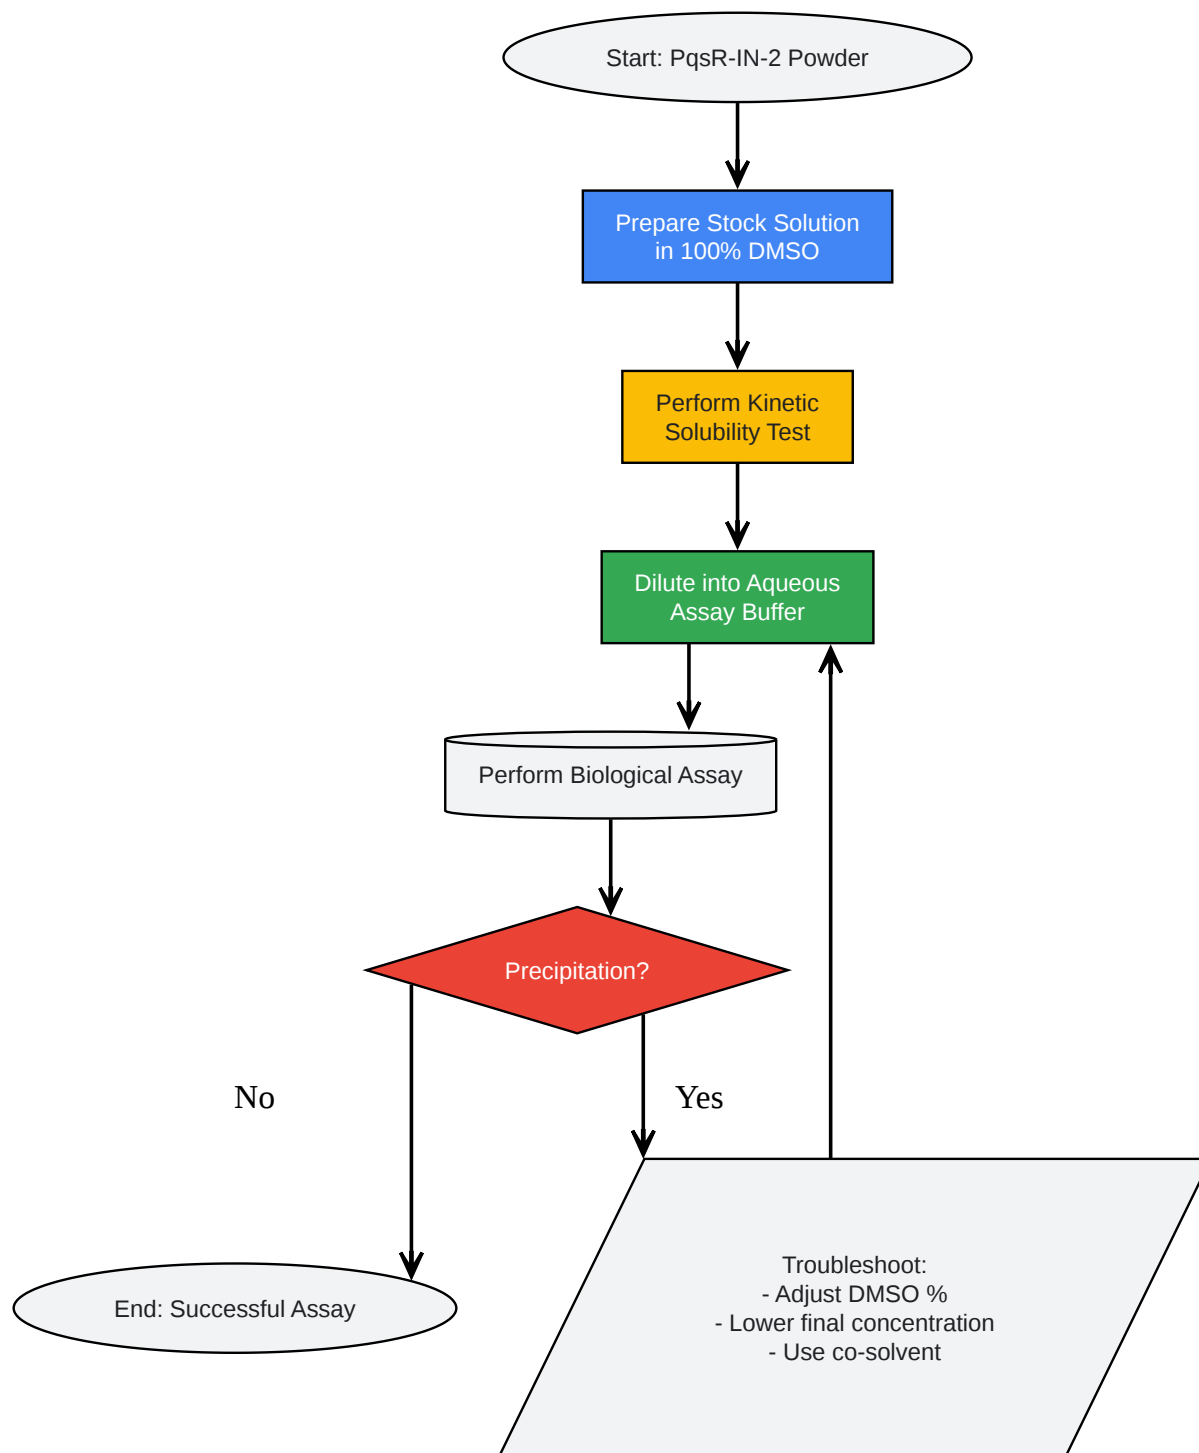 Start: PqsR-IN-2 Powder
Prepare Stock Solution
in 100% DMSO
Perform Kinetic
Solubility Test
Dilute into Aqueous
Assay Buffer
Perform Biological Assay
Precipitation?
No
Yes
End: Successful Assay
Troubleshoot:
- Adjust DMSO %
- Lower final concentration
- Use co-solvent